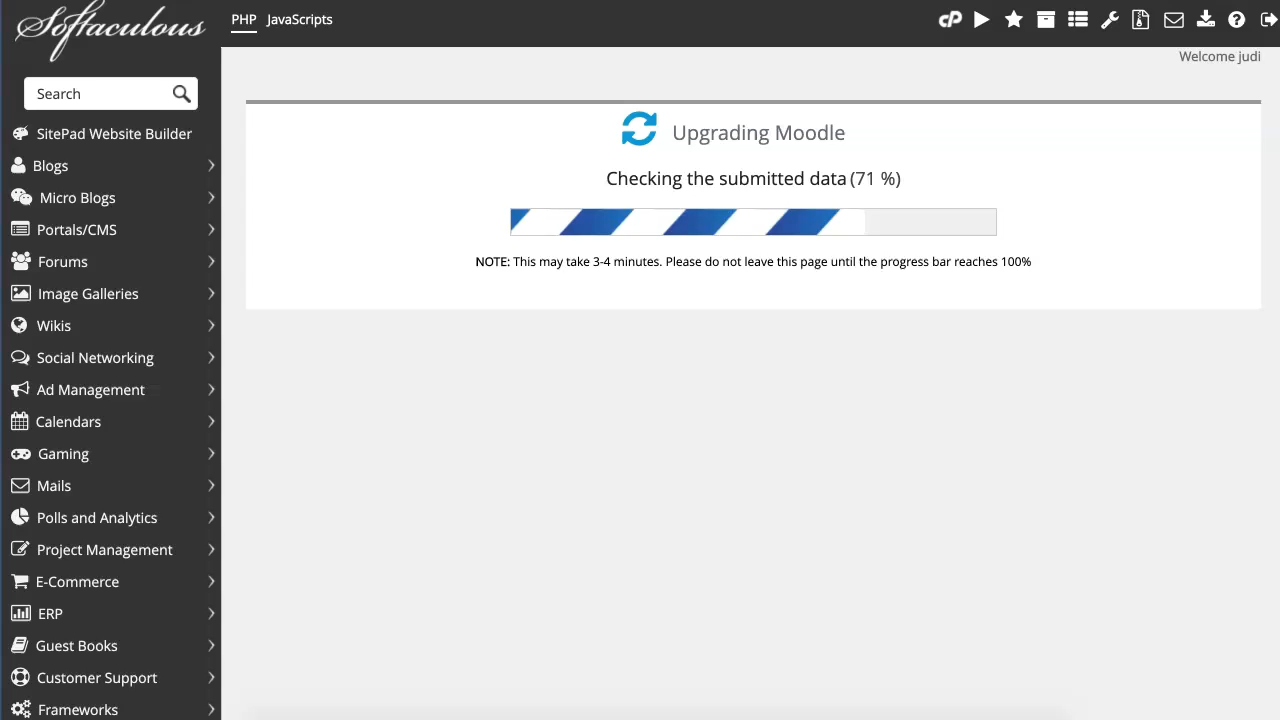 Softaculous
PHP JavaScripts
cP
Welcome judi
Search
SitePad Website Builder
Blogs
Micro Blogs
Portals/CMS
Forums
Image Galleries
Wikis
Social Networking
Ad Management
Calendars
Gaming
Mails
Polls and Analytics
Project Management
E-Commerce
ERP
Guest Books
Customer Support
Frameworks
Upgrading Moodle
Checking the submitted data (71 %)
NOTE: This may take 3-4 minutes. Please do not leave this page until the progress bar reaches 100%